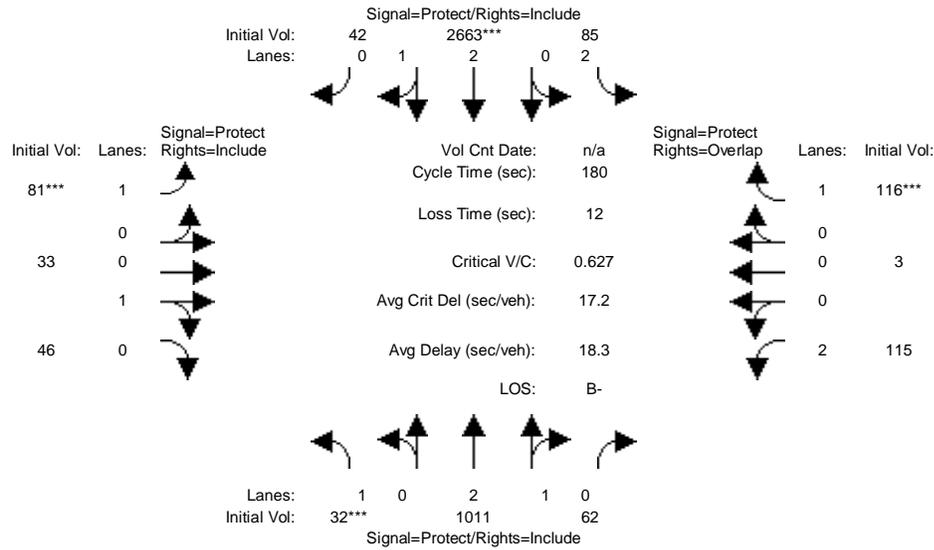 Signal=Protect/Rights=Include
Initial Vol: 42 2663*** 85
Lanes: 0 1 2 0 2
Signal=Protect
Rights=Include
Initial Vol: Lanes:
81*** 1
0
33 0
1
46 0
Vol Cnt Date: n/a
Cycle Time (sec): 180
Loss Time (sec): 12
Critical V/C: 0.627
Avg Crit Del (sec/veh): 17.2
Avg Delay (sec/veh): 18.3
LOS: B-
Signal=Protect
Rights=Overlap
Lanes: Initial Vol:
1 116***
0
0 3
0
2 115
Lanes: 1 0 2 1 0
Initial Vol: 32*** 1011 62
Signal=Protect/Rights=Include